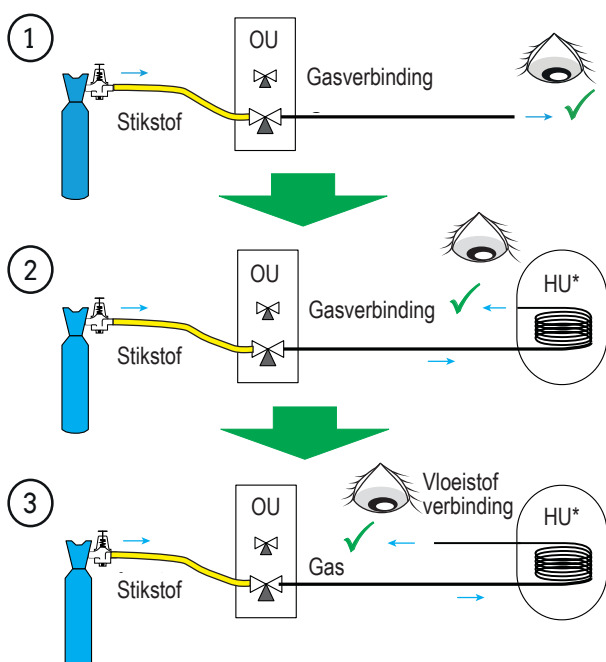 1
OU
Gasverbinding
Stikstof
2
OU
HU*
Gasverbinding
Stikstof
3
Vloeistof
verbinding
OU
HU*
Gas
Stikstof